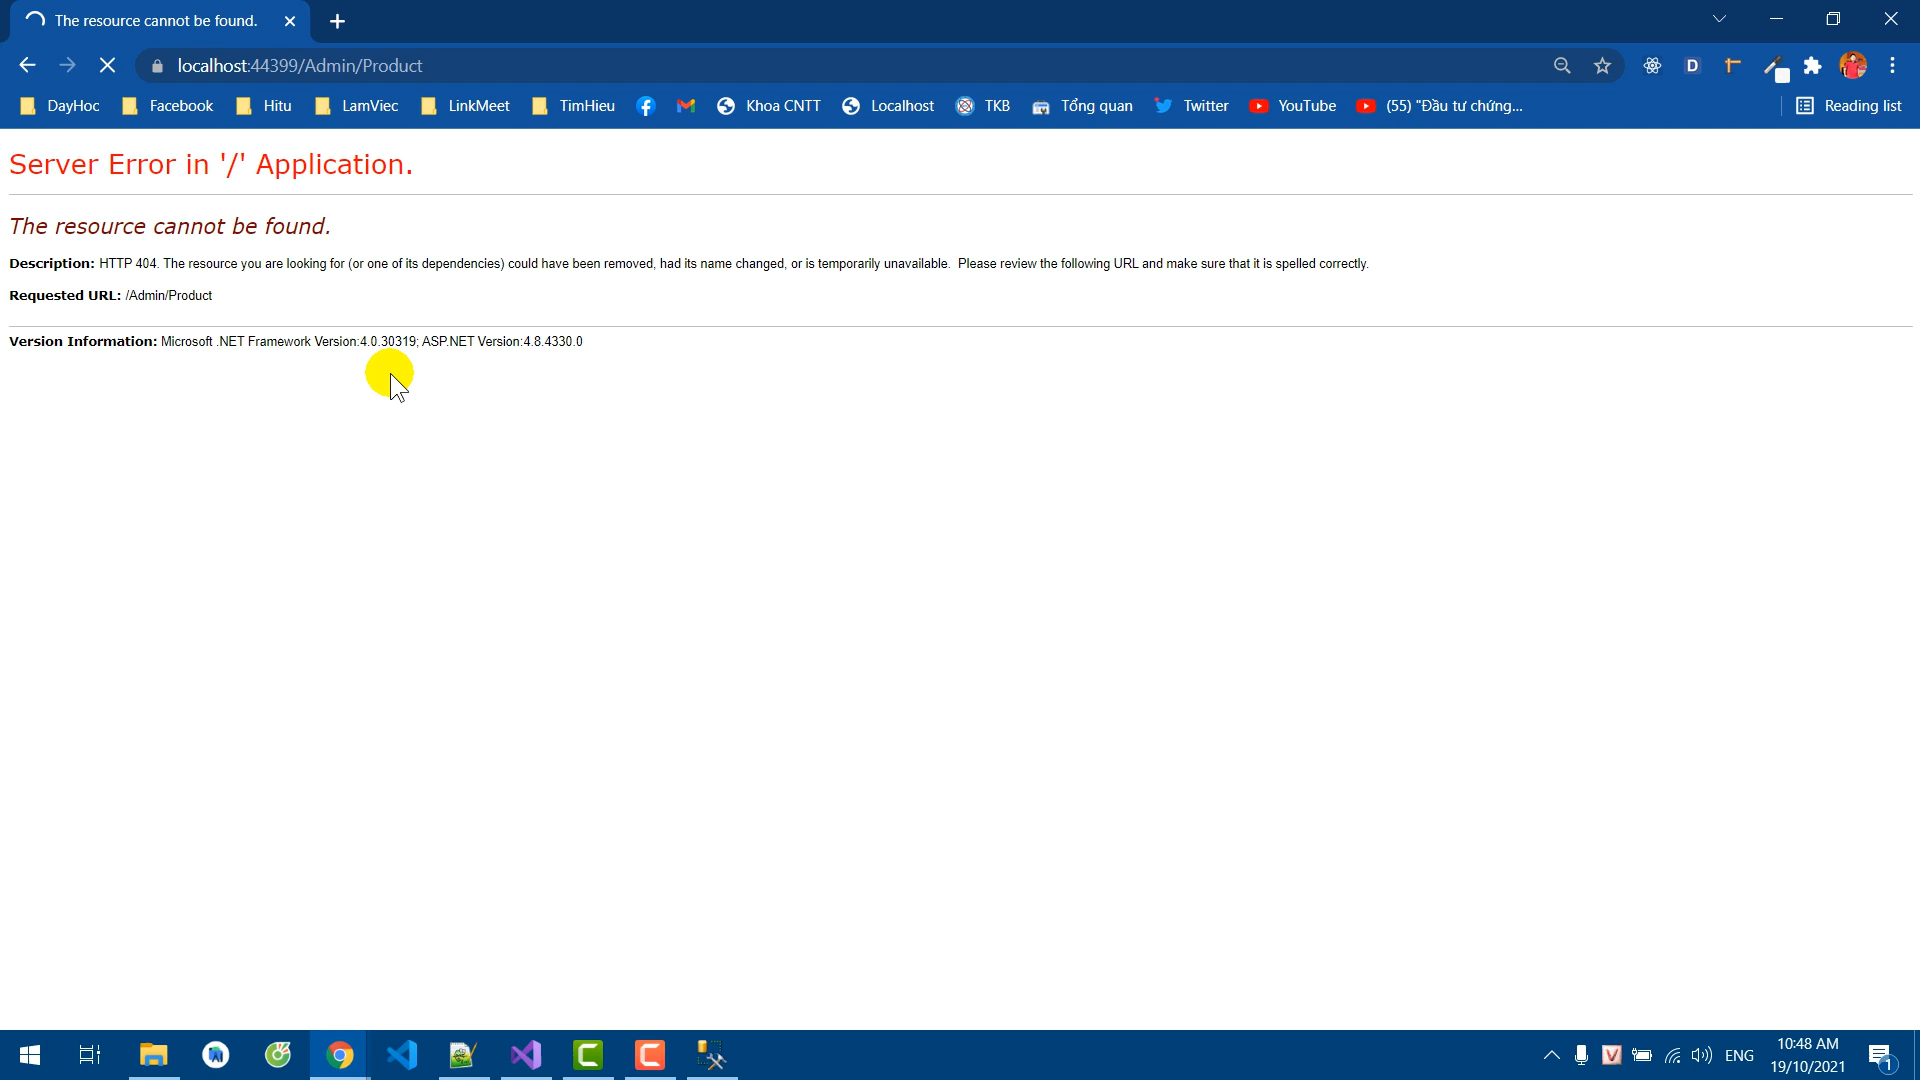 The resource cannot be found.
localhost:44399/Admin/Product
DayHoc Facebook Hitu LamViec LinkMeet TimHieu Khoa CNTT Localhost TKB Tổng quan Twitter YouTube (55) "Đầu tư chứng... Reading list
Server Error in '/' Application.
The resource cannot be found.
Description: HTTP 404. The resource you are looking for (or one of its dependencies) could have been removed, had its name changed, or is temporarily unavailable. Please review the following URL and make sure that it is spelled correctly.
Requested URL: /Admin/Product
Version Information: Microsoft .NET Framework Version:4.0.30319; ASP.NET Version:4.8.4330.0
ENG
10:48 AM
19/10/2021
1